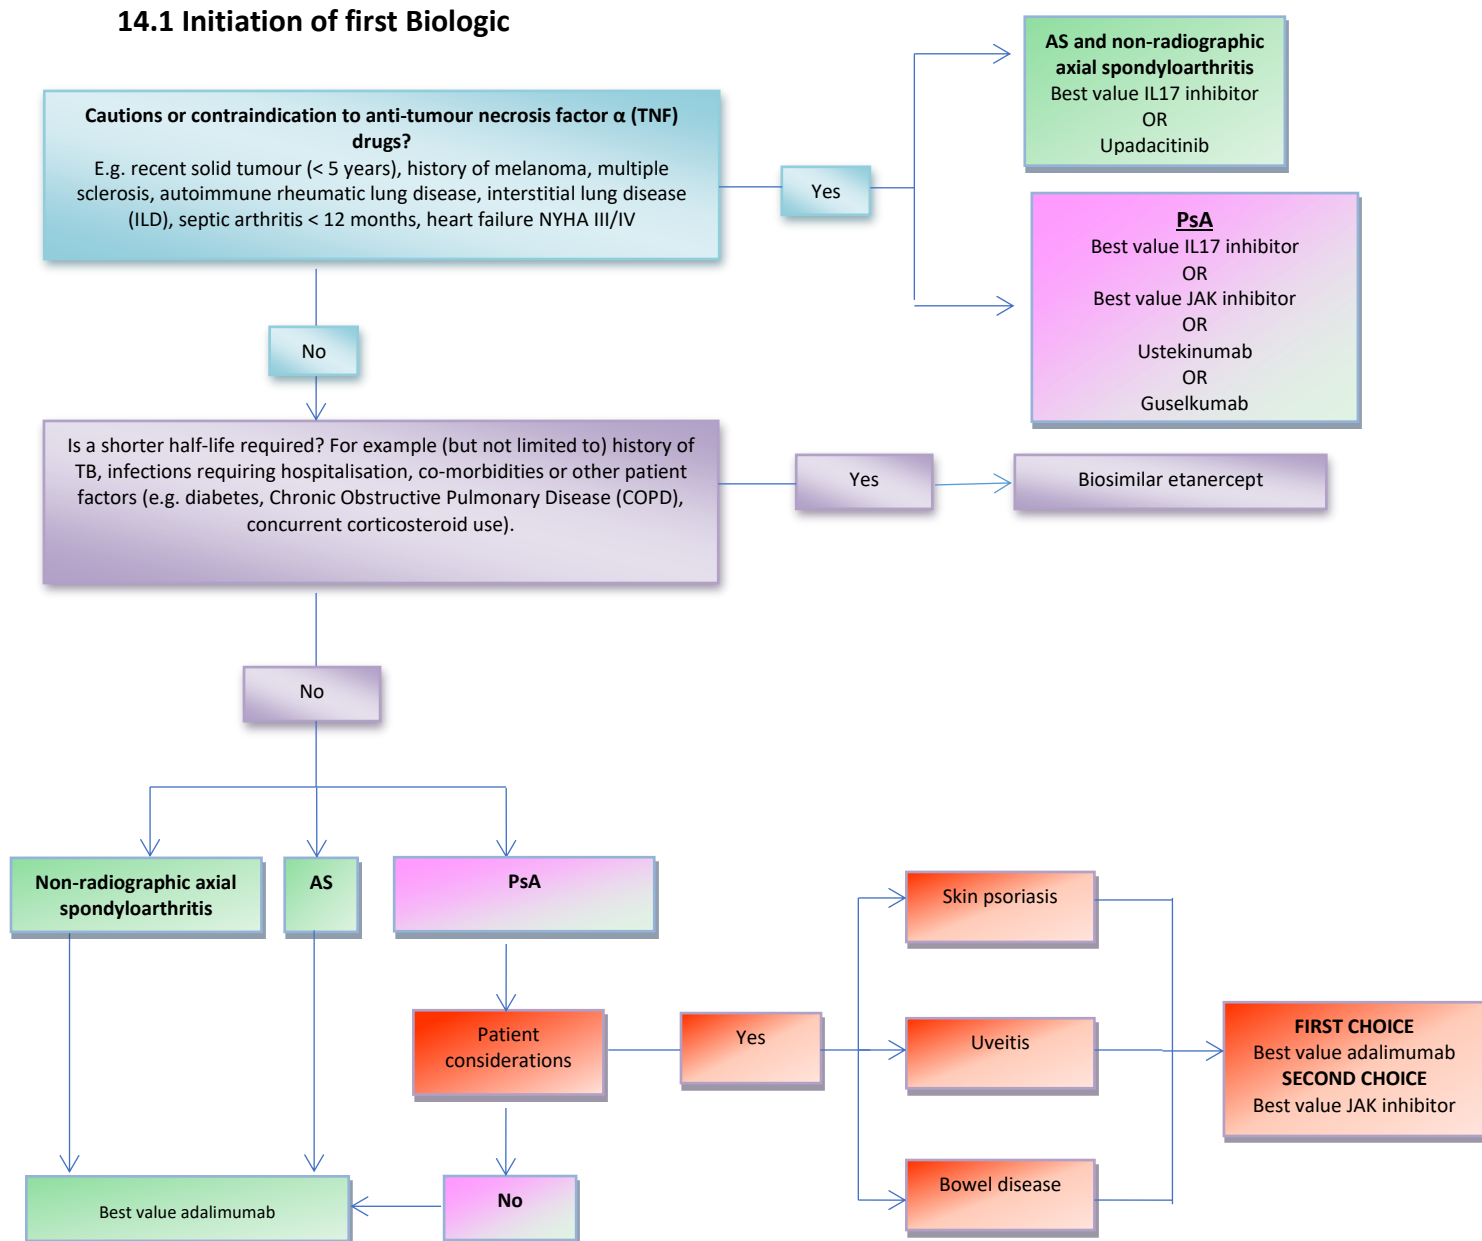 14.1 Initiation of first Biologic
Cautions or contraindication to anti-tumour necrosis factor α (TNF)
drugs?
E.g. recent solid tumour (< 5 years), history of melanoma, multiple
sclerosis, autoimmune rheumatic lung disease, interstitial lung disease
(ILD), septic arthritis < 12 months, heart failure NYHA III/IV
Yes
AS and non-radiographic
axial spondyloarthritis
Best value IL17 inhibitor
OR
Upadacitinib
PsA
Best value IL17 inhibitor
OR
Best value JAK inhibitor
OR
Ustekinumab
OR
Guselkumab
No
Is a shorter half-life required? For example (but not limited to) history of
TB, infections requiring hospitalisation, co-morbidities or other patient
factors (e.g. diabetes, Chronic Obstructive Pulmonary Disease (COPD),
concurrent corticosteroid use).
Yes
Biosimilar etanercept
No
Non-radiographic axial
spondyloarthritis
AS
PsA
Patient
considerations
Yes
Skin psoriasis
Uveitis
Bowel disease
FIRST CHOICE
Best value adalimumab
SECOND CHOICE
Best value JAK inhibitor
No
Best value adalimumab